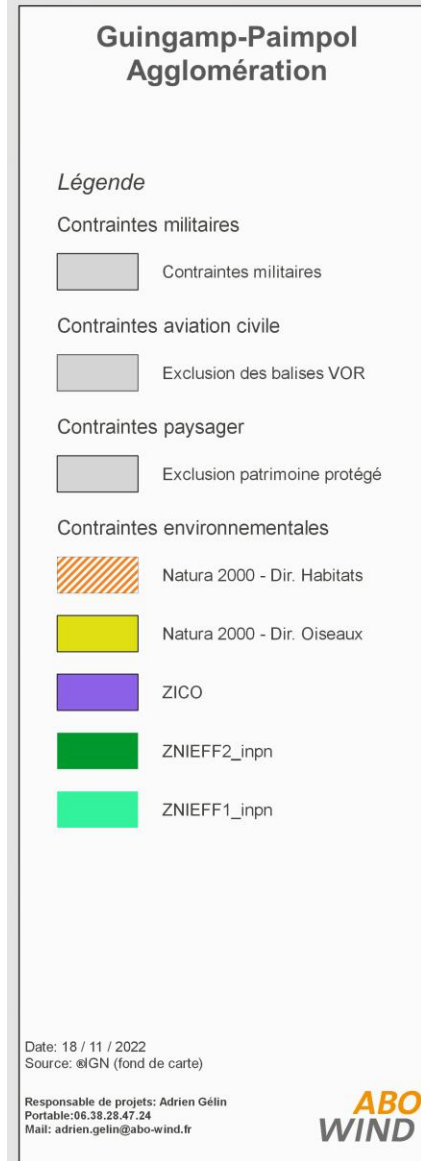 Guingamp-Paimpol
Agglomération
Légende
Contraintes militaires
Contraintes militaires
Contraintes aviation civile
Exclusion des balises VOR
Contraintes paysager
Exclusion patrimoine protégé
Contraintes environnementales
Natura 2000 - Dir. Habitats
Natura 2000 - Dir. Oiseaux
ZICO
ZNIEFF2_inpn
ZNIEFF1_inpn
Date: 18 / 11 / 2022
Source: ®IGN (fond de carte)
Responsable de projets: Adrien Gélin
Portable:06.38.28.47.24
Mail: adrien.gelin@abo-wind.fr
ABO
WIND